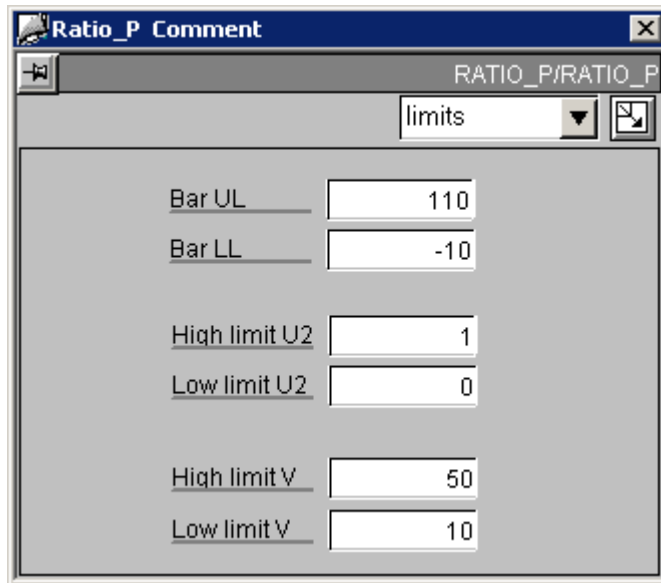 Ratio_P Comment
RATIO_P/RATIO_P
limits
Bar UL 110
Bar LL -10
High limit U2 1
Low limit U2 0
High limit V 50
Low limit V 10